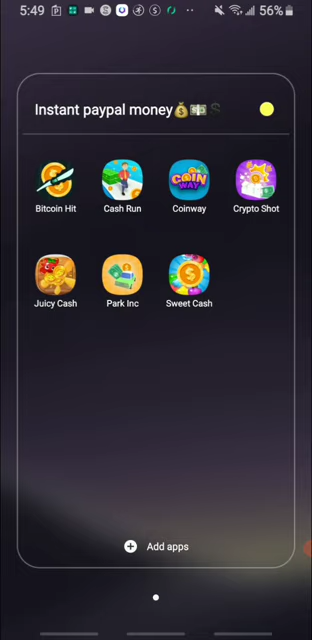 5:49
56%
Instant paypal money💰💵💲
COIN WAY
Bitcoin Hit
Cash Run
Coinway
Crypto Shot
Juicy Cash
Park Inc
Sweet Cash
Add apps